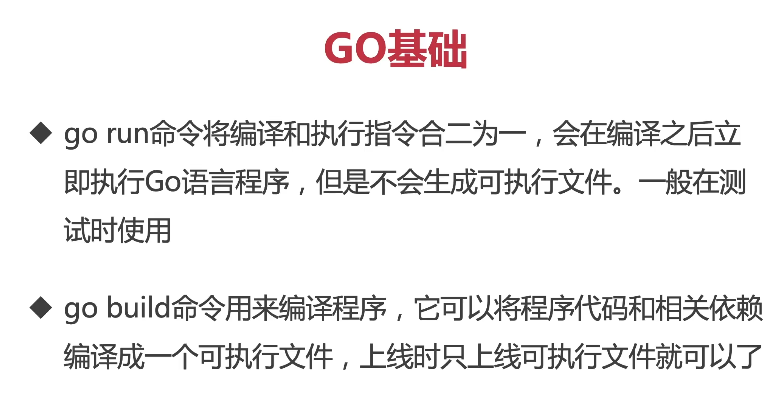 GO基础
◆ go run命令将编译和执行指令合二为一，会在编译之后立
即执行Go语言程序，但是不会生成可执行文件。一般在测
试时使用
◆ go build命令用来编译程序，它可以将程序代码和相关依赖
编译成一个可执行文件，上线时只上线可执行文件就可以了